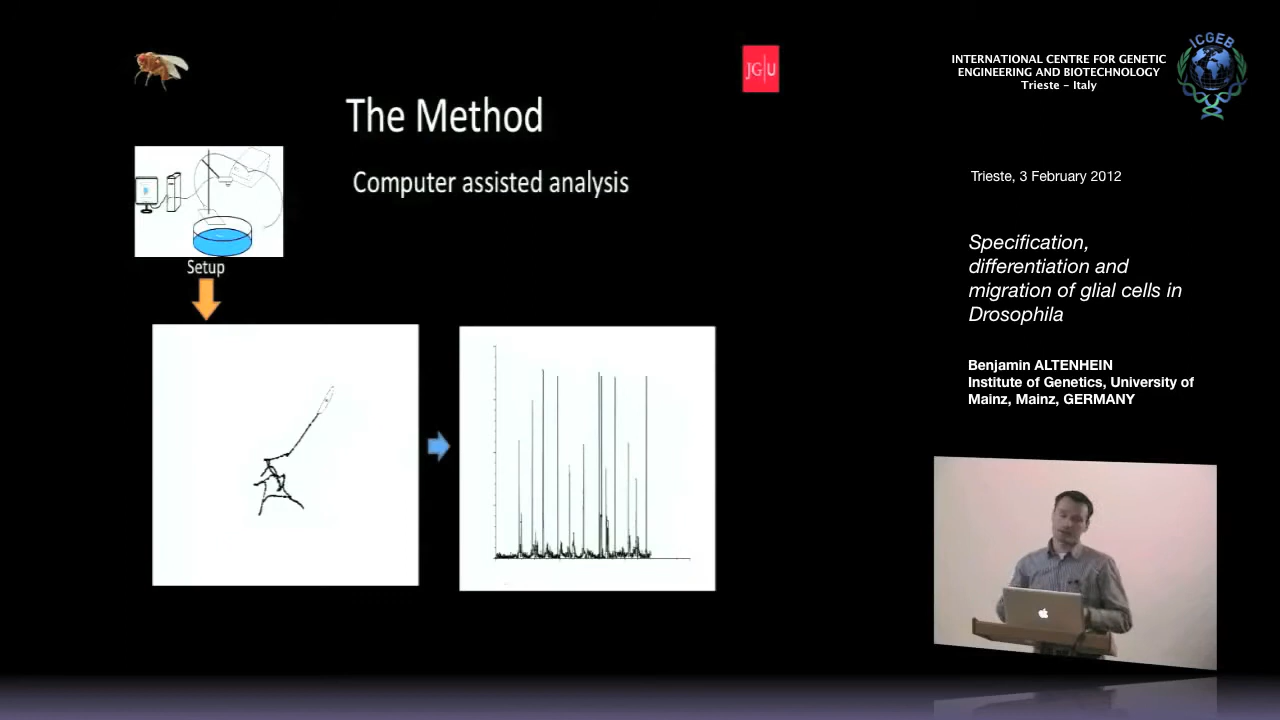 JG|U
The Method
Computer assisted analysis
Setup
INTERNATIONAL CENTRE FOR GENETIC
ENGINEERING AND BIOTECHNOLOGY
Trieste - Italy
ICGEB
Trieste, 3 February 2012
Specification,
differentiation and
migration of glial cells in
Drosophila
Benjamin ALTENHEIN
Institute of Genetics, University of
Mainz, Mainz, GERMANY